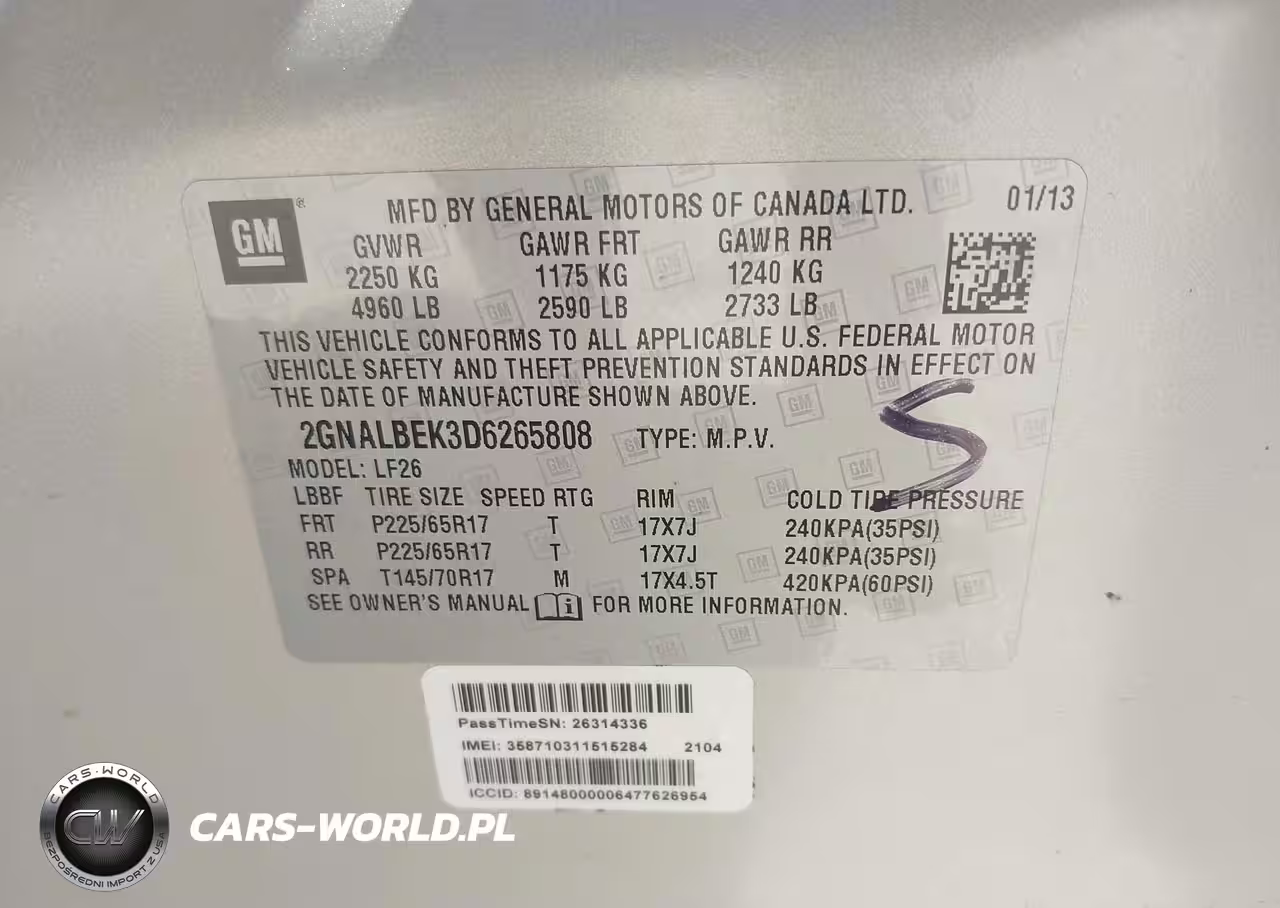 GM®
MFD BY GENERAL MOTORS OF CANADA LTD. 01/13
GVWR GAWR FRT GAWR RR
2250 KG 1175 KG 1240 KG
4960 LB 2590 LB 2733 LB
THIS VEHICLE CONFORMS TO ALL APPLICABLE U.S. FEDERAL MOTOR
VEHICLE SAFETY AND THEFT PREVENTION STANDARDS IN EFFECT ON
THE DATE OF MANUFACTURE SHOWN ABOVE.
2GNALBEK3D6265808 TYPE: M.P.V.
S
MODEL: LF26
LBBF TIRE SIZE SPEED RTG RIM COLD TIRE PRESSURE
FRT P225/65R17 T 17X7J 240KPA(35PSI)
RR P225/65R17 T 17X7J 240KPA(35PSI)
SPA T145/70R17 M 17X4.5T 420KPA(60PSI)
SEE OWNER'S MANUAL i FOR MORE INFORMATION.
PassTimeSN: 26314336
IMEI: 358710311515284 2104
ICCID: 89148000006477626954
CARS-WORLD
CW
BEZPOŚREDNI IMPORT Z USA
CARS-WORLD.PL